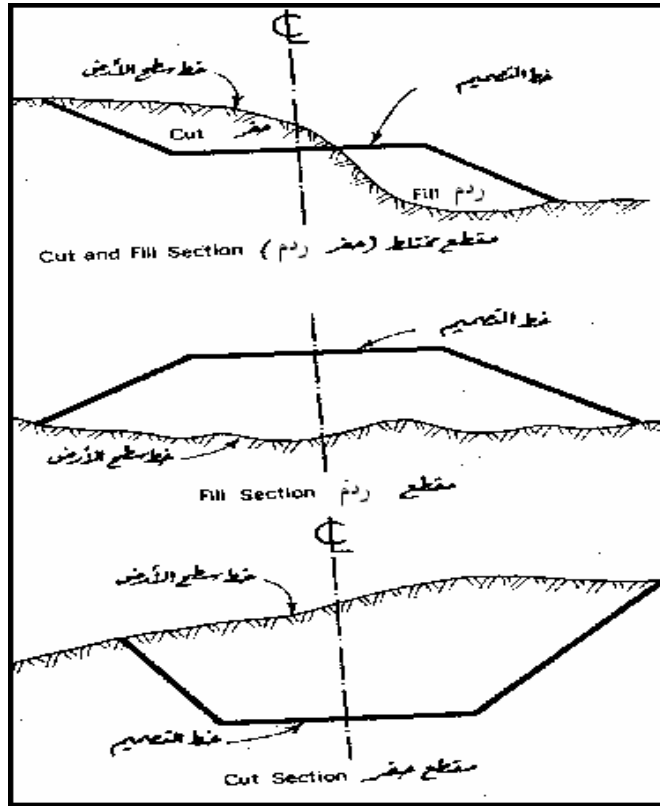 ℄
خط سطح الأرض
خط التصميم
Cut حفر
Fill ردم
Cut and Fill Section (حفر ردم) مقطع مختلط
خط التصميم
خط سطح الأرض
Fill Section مقطع ردم
℄
خط سطح الأرض
خط التصميم
Cut Section مقطع حفر